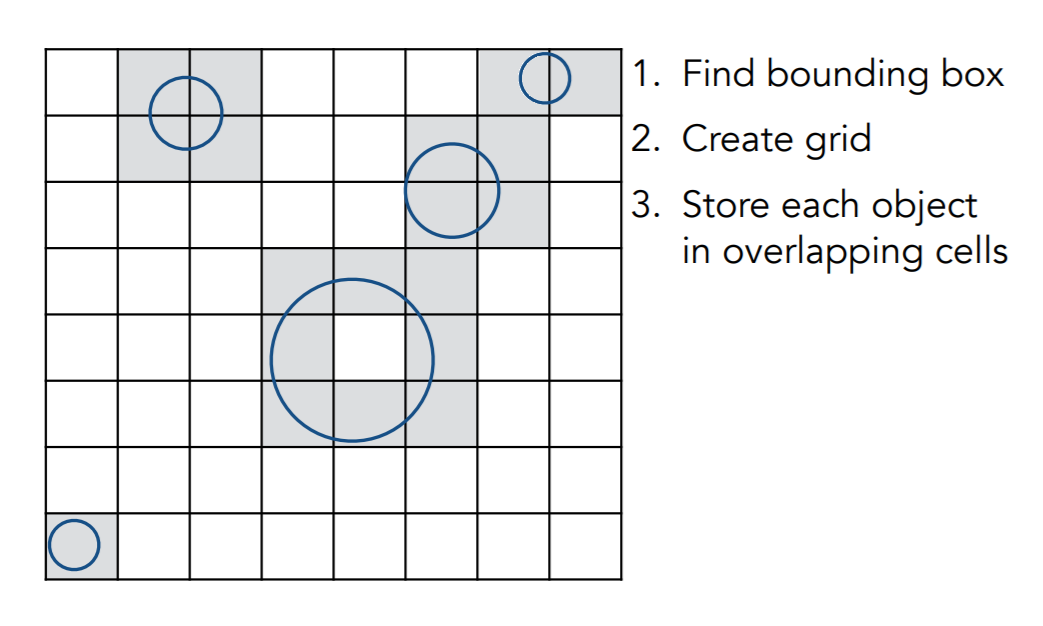 1. Find bounding box
2. Create grid
3. Store each object
in overlapping cells